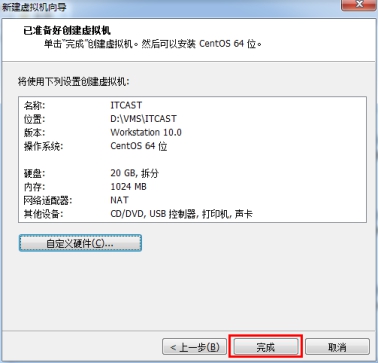 新建虚拟机向导
已准备好创建虚拟机
单击"完成"创建虚拟机。然后可以安装 CentOS 64 位。
将使用下列设置创建虚拟机:
名称: ITCAST
位置: D:\VMS\ITCAST
版本: Workstation 10.0
操作系统: CentOS 64 位
硬盘: 20 GB, 拆分
内存: 1024 MB
网络适配器: NAT
其他设备: CD/DVD, USB 控制器, 打印机, 声卡
自定义硬件(C)...
< 上一步(B) 完成 取消